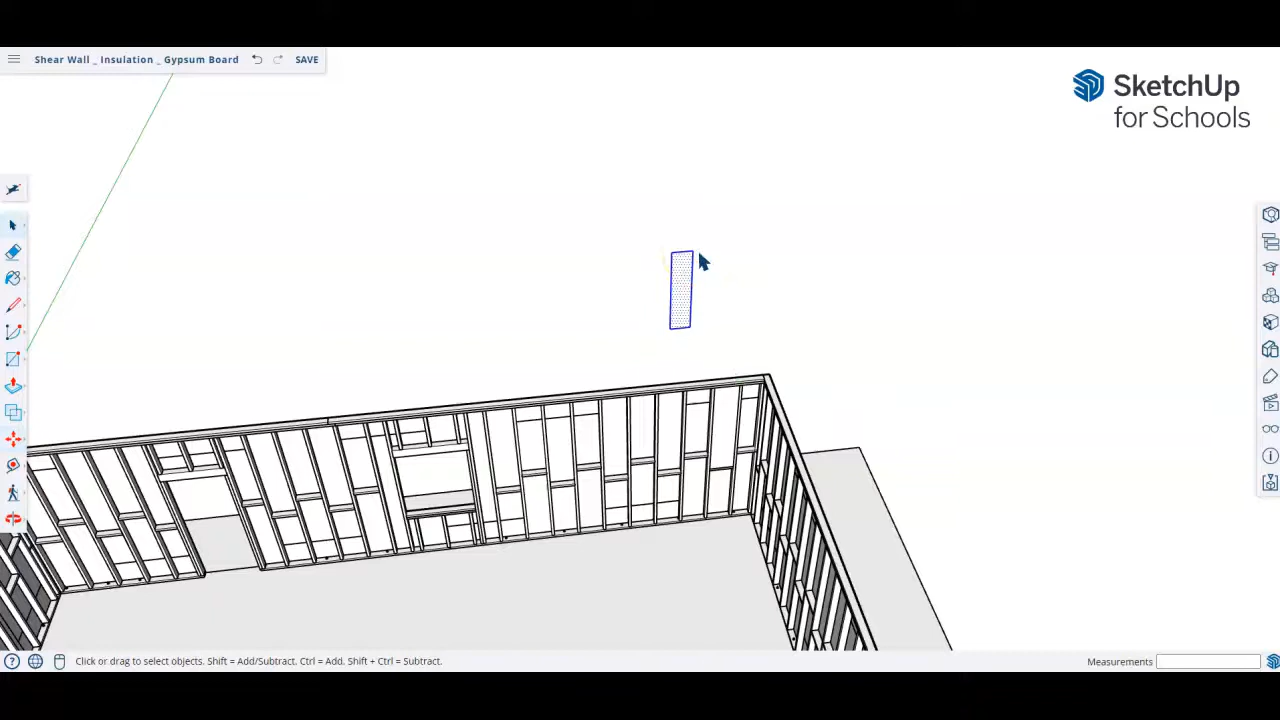 Shear Wall _ Insulation _ Gypsum Board
SAVE
SketchUp
for Schools
Click or drag to select objects. Shift = Add/Subtract. Ctrl = Add. Shift + Ctrl = Subtract.
Measurements